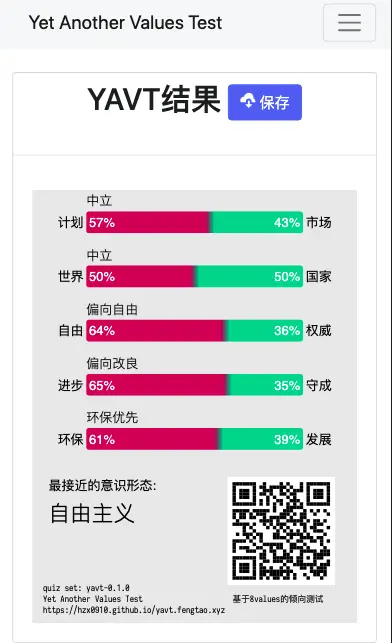 Yet Another Values Test
YAVT结果 保存
中立
计划 57% 43% 市场
中立
世界 50% 50% 国家
偏向自由
自由 64% 36% 权威
偏向改良
进步 65% 35% 守成
环保优先
环保 61% 39% 发展
最接近的意识形态:
自由主义
quiz set: yavt-0.1.0
Yet Another Values Test
https://hzx0910.github.io/yavt.fengtao.xyz
基于8values的倾向测试